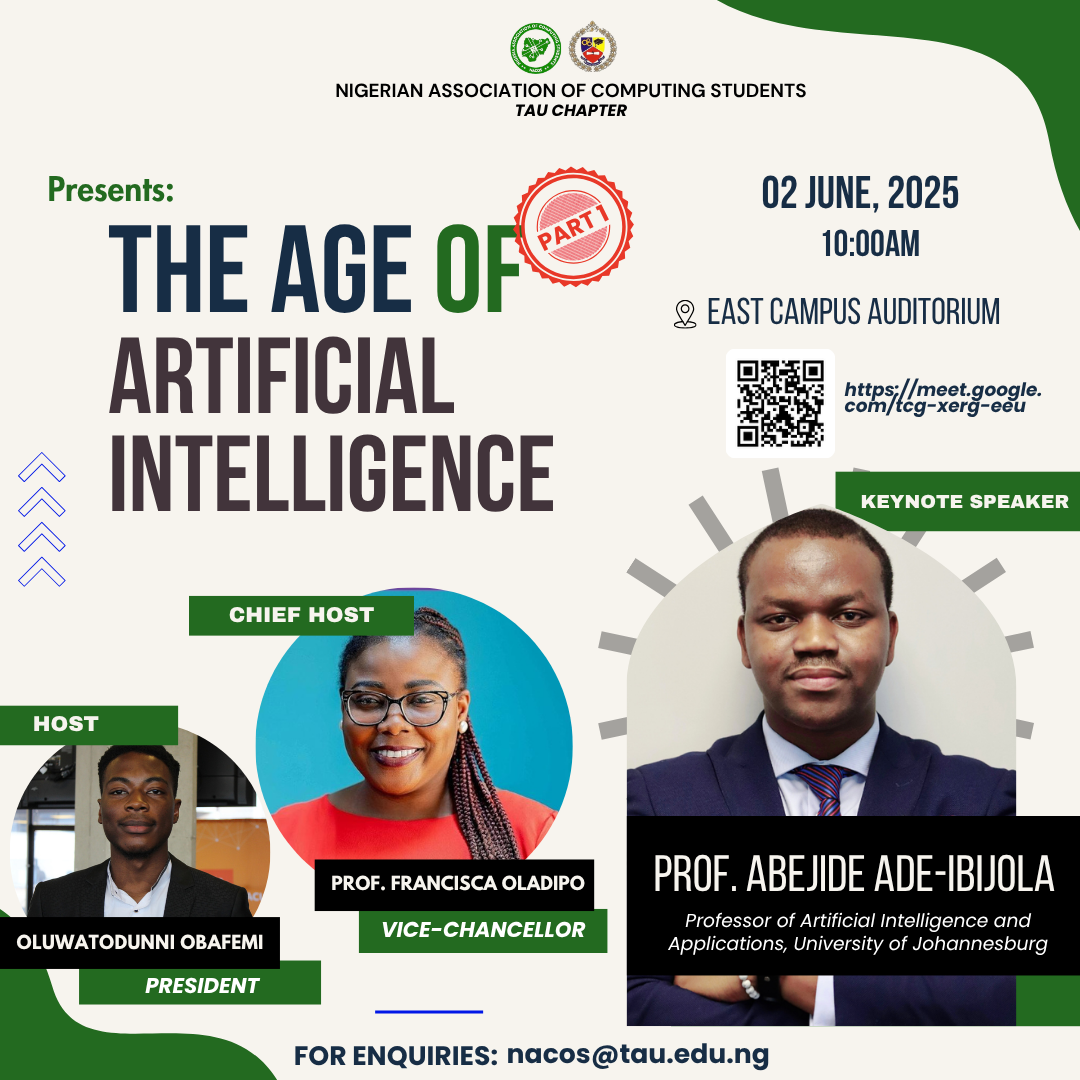 NIGERIAN ASSOCIATION OF COMPUTING STUDENTS
TAU CHAPTER
Presents:
THE AGE OF
PART 1
ARTIFICIAL
INTELLIGENCE
02 JUNE, 2025
10:00AM
EAST CAMPUS AUDITORIUM
https://meet.google.
com/tcg-xerg-eeu
KEYNOTE SPEAKER
CHIEF HOST
HOST
PROF. ABEJIDE ADE-IBIJOLA
Professor of Artificial Intelligence and
Applications, University of Johannesburg
PROF. FRANCISCA OLADIPO
VICE-CHANCELLOR
OLUWATODUNNI OBAFEMI
PRESIDENT
FOR ENQUIRIES: nacos@tau.edu.ng